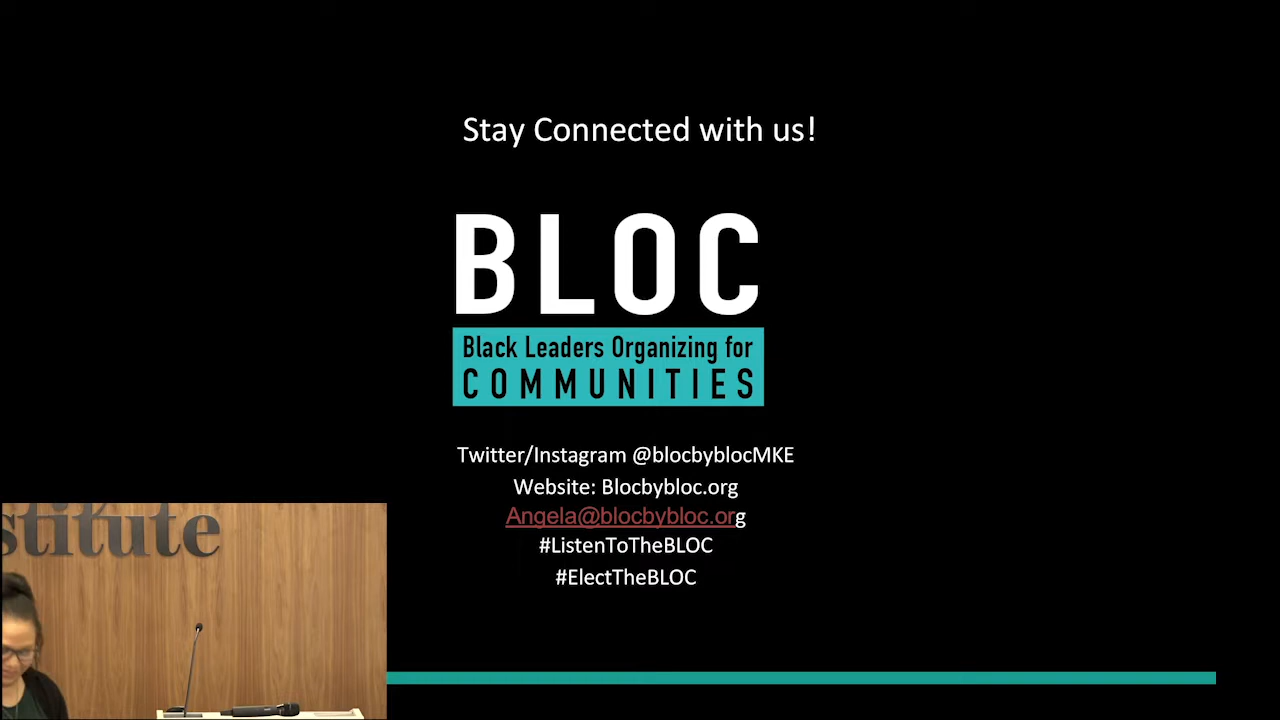 Stay Connected with us!
BLOC
Black Leaders Organizing for
COMMUNITIES
Twitter/Instagram @blocbyblocMKE
Website: Blocbybloc.org
Angela@blocbybloc.org
#ListenToTheBLOC
#ElectTheBLOC
stitute